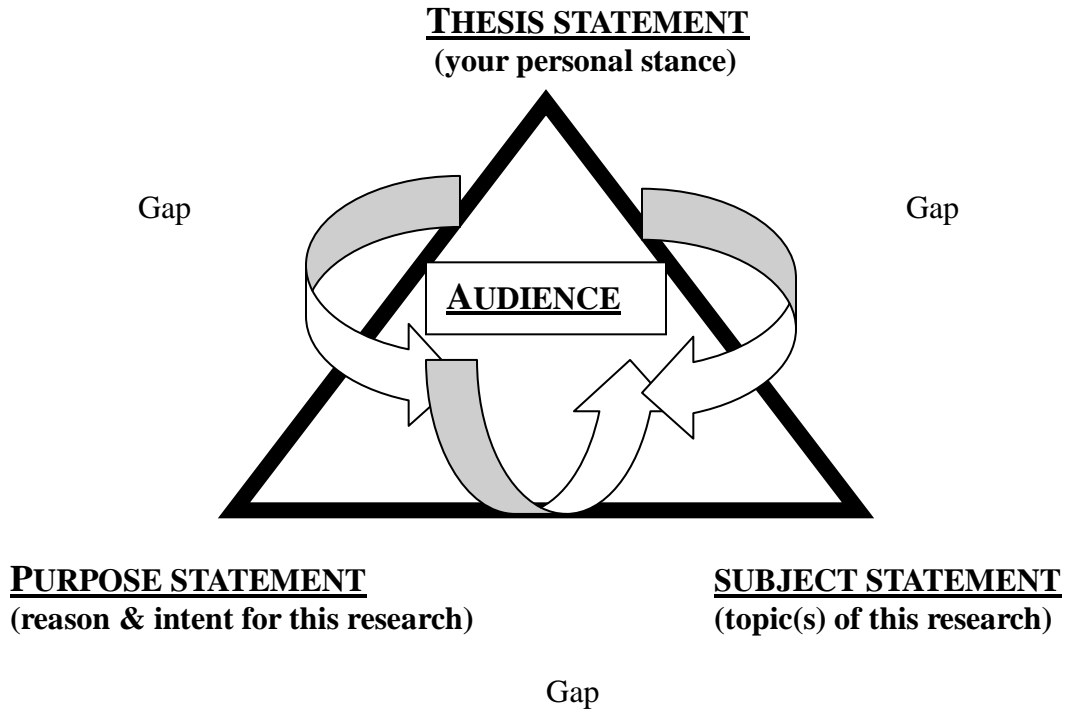 THESIS STATEMENT
(your personal stance)
Gap
Gap
AUDIENCE
PURPOSE STATEMENT
(reason & intent for this research)
SUBJECT STATEMENT
(topic(s) of this research)
Gap